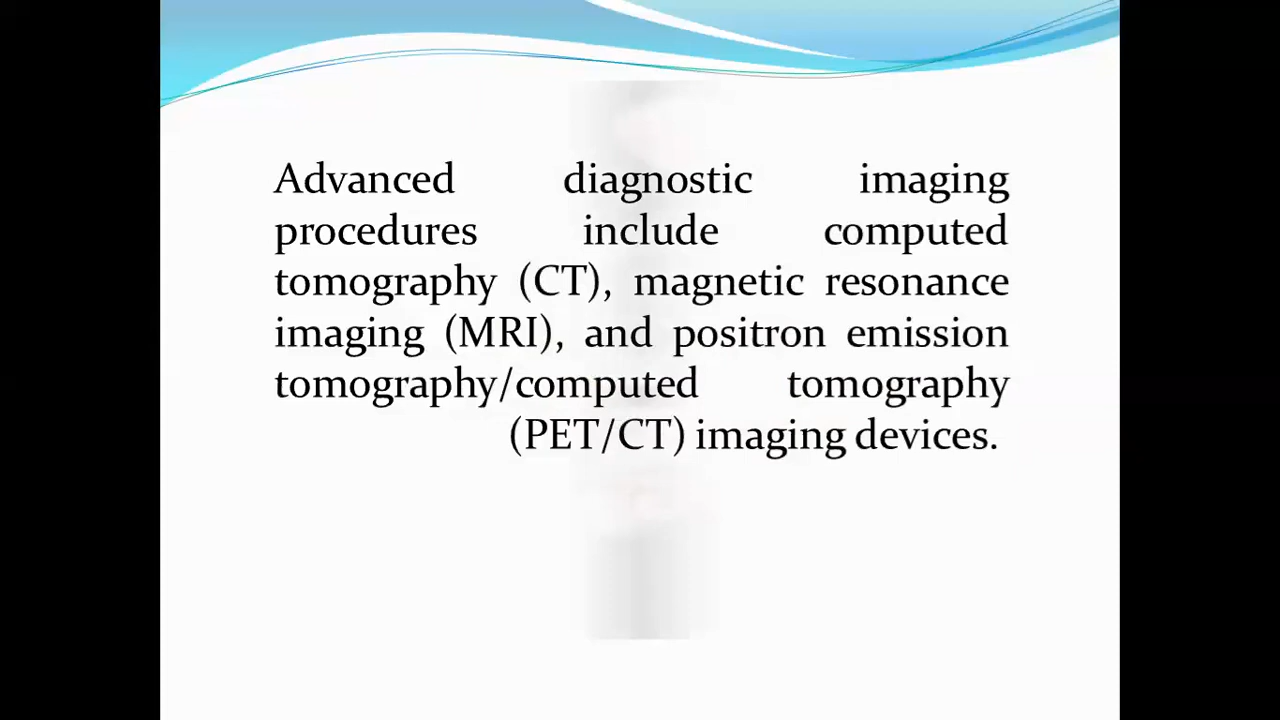 Advanced diagnostic imaging
procedures include computed
tomography (CT), magnetic resonance
imaging (MRI), and positron emission
tomography/computed tomography
(PET/CT) imaging devices.